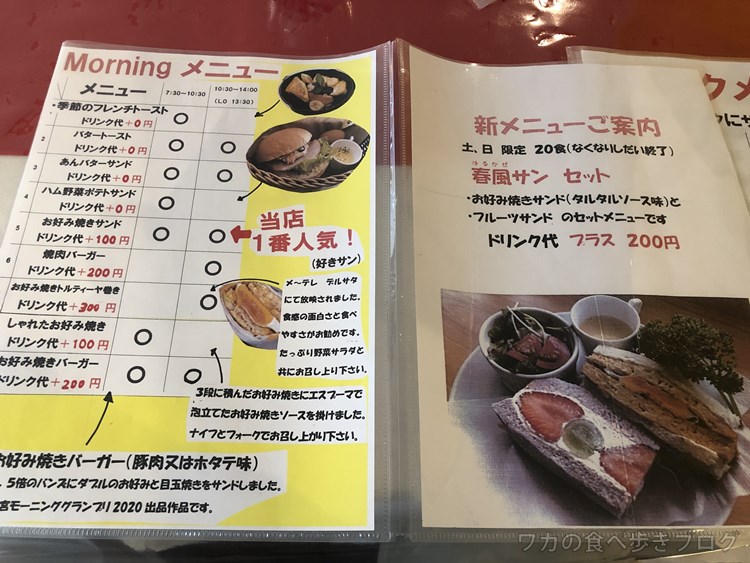 Morning メニュー
メニュー
7:30~10:30
10:30~14:00
(LO 13:30)
・季節のフレンチトースト
ドリンク代 +0 円
2
バタートースト
ドリンク代 +0 円
3
あんバターサンド
ドリンク代 +0 円
4
ハム野菜ポテトサンド
ドリンク代 +0 円
5
お好み焼きサンド
ドリンク代 +100 円
6
焼肉バーガー
ドリンク代 +200 円
お好み焼きトルティーヤ巻き
ドリンク代 +300 円
しゃれたお好み焼き
ドリンク代 +100 円
お好み焼きバーガー
ドリンク代 +200 円
当店
1番人気！
(好きサン)
メ~テレ デルサタ
にて放映されました。
食感の面白さと食べ
やすさがお勧めです。
たっぷり野菜サラダと
共にお召し上り下さい。
3段に積んだお好み焼きにエスプーマで
泡立てたお好み焼きソースを掛けました。
ナイフとフォークでお召し上がり下さい。
お好み焼きバーガー(豚肉又はホタテ味)
．5倍のバンズにダブルのお好みと目玉焼きをサンドしました。
宮モーニンググランプリ2020 出品作品です。
新メニューご案内
土、日 限定 20食(なくなりしだい終了)
はるかぜ
春風サン セット
・お好み焼きサンド(タルタルソース味)と
・フルーツサンド のセットメニューです
ドリンク代 プラス 200円
クメ
ワカの食べ歩きブログ